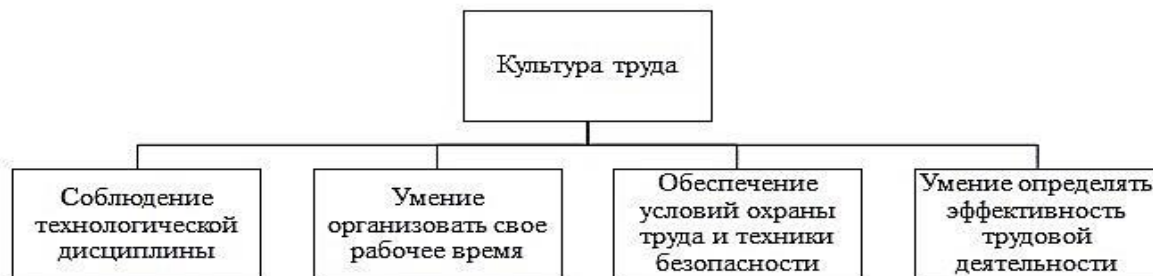 Культура труда
Соблюдение
технологической
дисциплины
Умение
организовать свое
рабочее время
Обеспечение
условий охраны
труда и техники
безопасности
Умение определять
эффективность
трудовой
деятельности